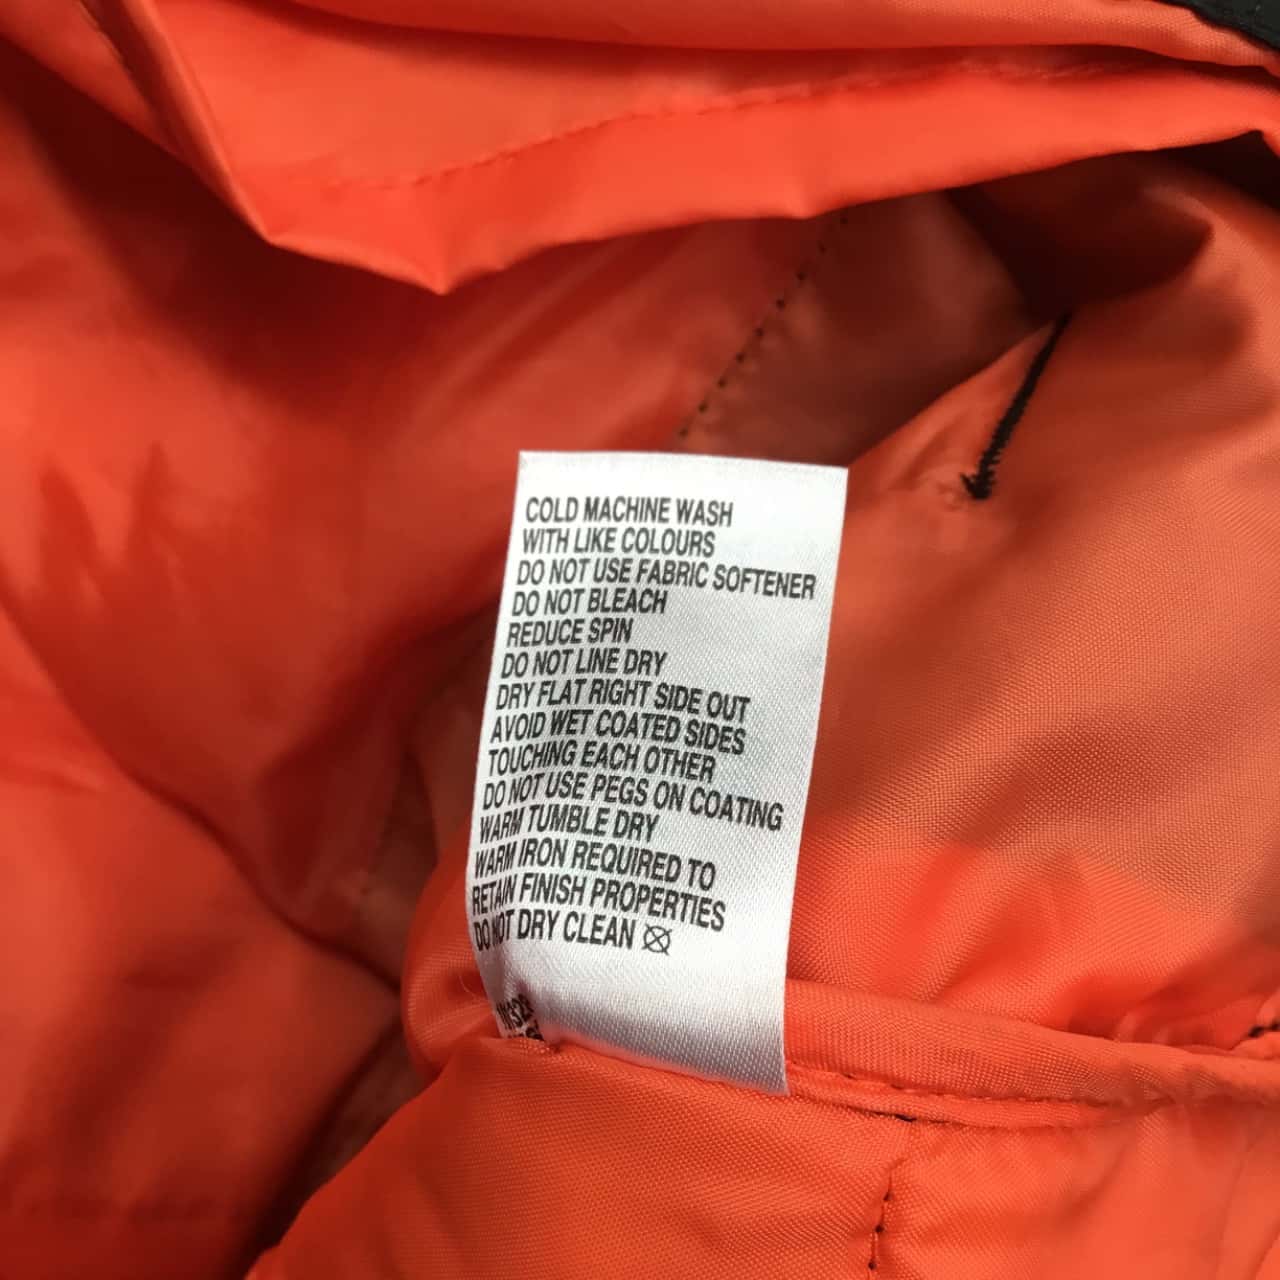 COLD MACHINE WASH
WITH LIKE COLOURS
DO NOT USE FABRIC SOFTENER
DO NOT BLEACH
REDUCE SPIN
DO NOT LINE DRY
DRY FLAT RIGHT SIDE OUT
AVOID WET COATED SIDES
TOUCHING EACH OTHER
DO NOT USE PEGS ON COATING
WARM TUMBLE DRY
WARM IRON REQUIRED TO
RETAIN FINISH PROPERTIES
DO NOT DRY CLEAN